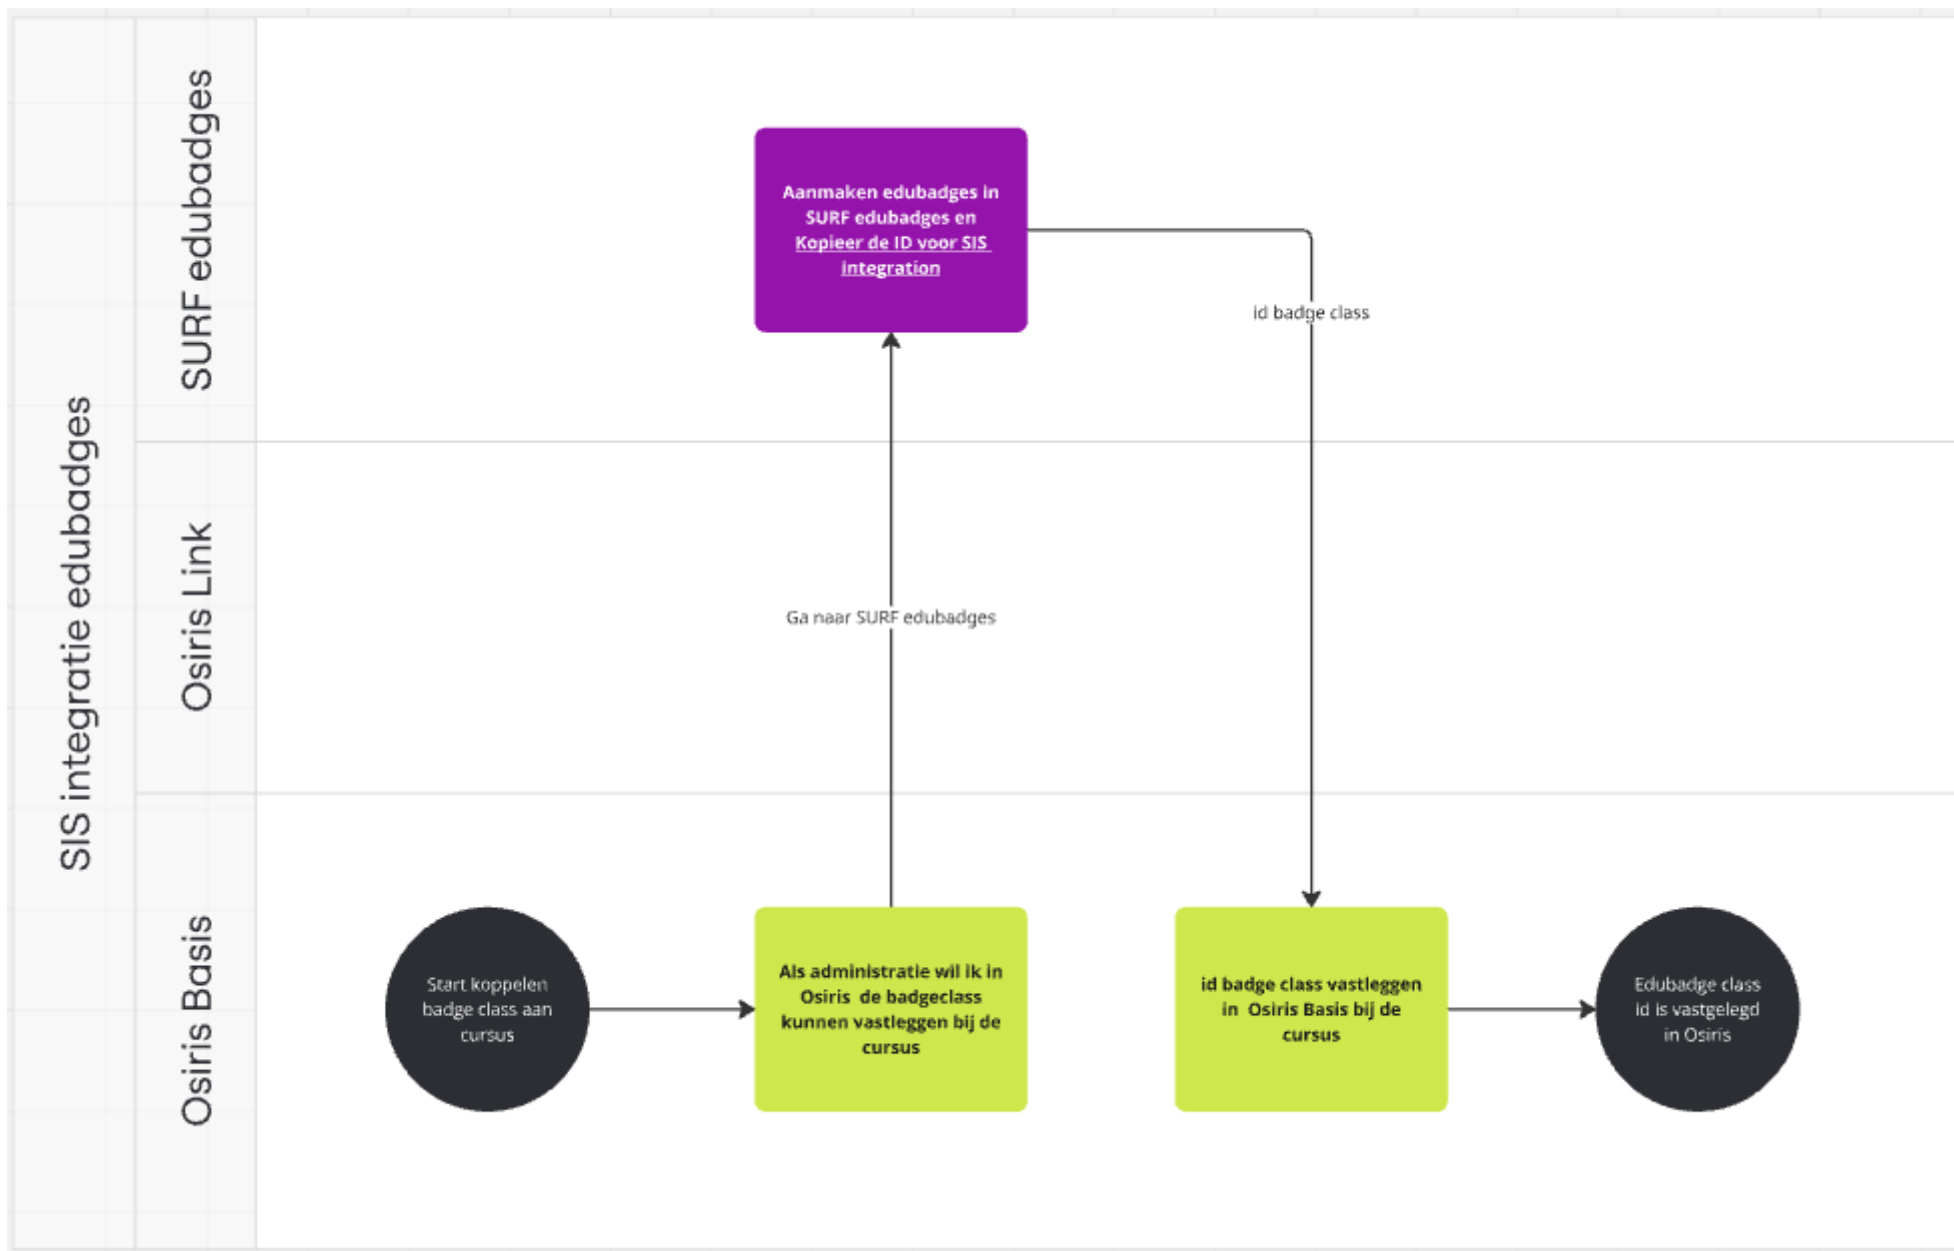 SIS integratie edubadges
SURF edubadges
Aanmaken edubadges in
SURF edubadges en
Kopieer de ID voor SIS
integration
id badge class
Osiris Link
Ga naar SURF edubadges
Osiris Basis
Start koppelen
badge class aan
cursus
Als administratie wil ik in
Osiris de badgeclass
kunnen vastleggen bij de
cursus
id badge class vastleggen
in Osiris Basis bij de
cursus
Edubadge class
id is vastgelegd
in Osiris